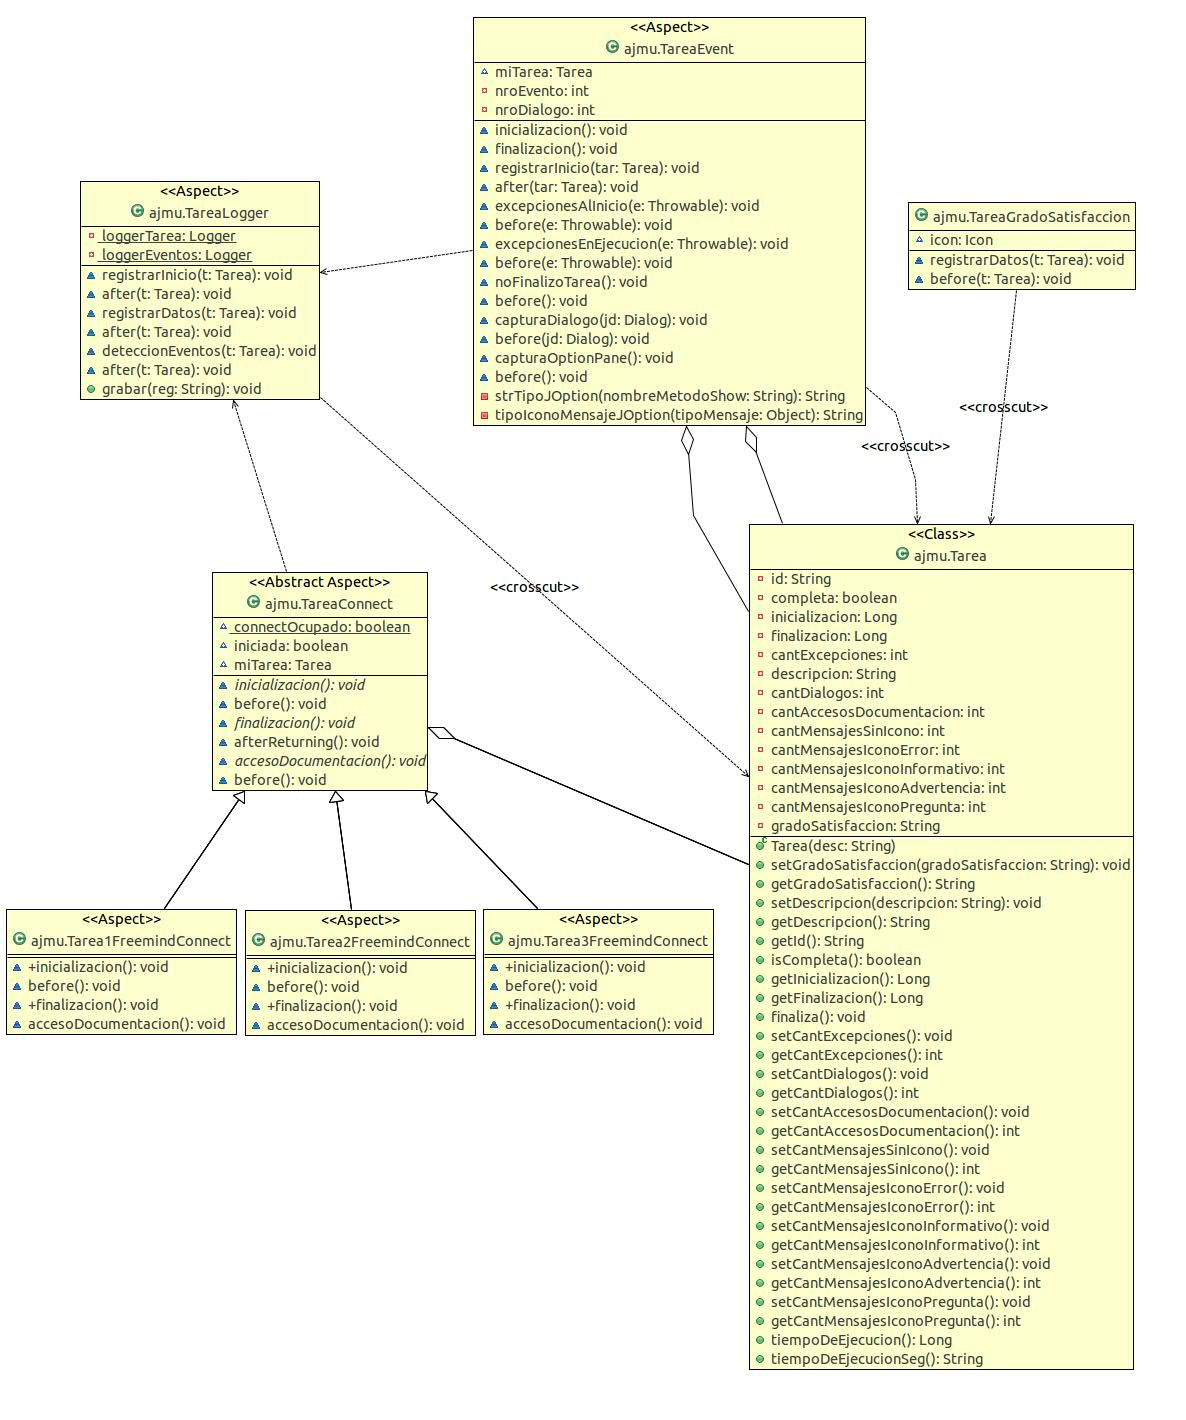 <<Aspect>>
ajmu.TareaEvent
miTarea: Tarea
nroEvento: int
nroDialogo: int
inicializacion(): void
finalizacion(): void
registrarInicio(tar: Tarea): void
after(tar: Tarea): void
excepcionesAlInicio(e: Throwable): void
before(e: Throwable): void
excepcionesEnEjecucion(e: Throwable): void
before(e: Throwable): void
noFinalizoTarea(): void
before(): void
capturaDialogo(jd: Dialog): void
before(jd: Dialog): void
capturaOptionPane(): void
before(): void
strTipoJOption(nombreMetodoShow: String): String
tipoIconoMensajeJOption(tipoMensaje: Object): String
<<Aspect>>
ajmu.TareaLogger
loggerTarea: Logger
loggerEventos: Logger
registrarInicio(t: Tarea): void
after(t: Tarea): void
registrarDatos(t: Tarea): void
after(t: Tarea): void
deteccionEventos(t: Tarea): void
after(t: Tarea): void
grabar(reg: String): void
ajmu.TareaGradoSatisfaccion
icon: Icon
registrarDatos(t: Tarea): void
before(t: Tarea): void
<<crosscut>>
<<crosscut>>
<<crosscut>>
<<Abstract Aspect>>
ajmu.TareaConnect
connectOcupado: boolean
iniciada: boolean
miTarea: Tarea
inicializacion(): void
before(): void
finalizacion(): void
afterReturning(): void
accesoDocumentacion(): void
before(): void
<<Aspect>>
ajmu.Tarea1FreemindConnect
+inicializacion(): void
before(): void
+finalizacion(): void
accesoDocumentacion(): void
<<Aspect>>
ajmu.Tarea2FreemindConnect
+inicializacion(): void
before(): void
+finalizacion(): void
accesoDocumentacion(): void
<<Aspect>>
ajmu.Tarea3FreemindConnect
+inicializacion(): void
before(): void
+finalizacion(): void
accesoDocumentacion(): void
<<Class>>
ajmu.Tarea
id: String
completa: boolean
inicializacion: Long
finalizacion: Long
cantExcepciones: int
descripcion: String
cantDialogos: int
cantAccesosDocumentacion: int
cantMensajesSinIcono: int
cantMensajesIconoError: int
cantMensajesIconoInformativo: int
cantMensajesIconoAdvertencia: int
cantMensajesIconoPregunta: int
gradoSatisfaccion: String
Tarea(desc: String)
setGradoSatisfaccion(gradoSatisfaccion: String): void
getGradoSatisfaccion(): String
setDescripcion(descripcion: String): void
getDescripcion(): String
getId(): String
isCompleta(): boolean
getInicializacion(): Long
getFinalizacion(): Long
finaliza(): void
setCantExcepciones(): void
getCantExcepciones(): int
setCantDialogos(): void
getCantDialogos(): int
setCantAccesosDocumentacion(): void
getCantAccesosDocumentacion(): int
setCantMensajesSinIcono(): void
getCantMensajesSinIcono(): int
setCantMensajesIconoError(): void
getCantMensajesIconoError(): int
setCantMensajesIconoInformativo(): void
getCantMensajesIconoInformativo(): int
setCantMensajesIconoAdvertencia(): void
getCantMensajesIconoAdvertencia(): int
setCantMensajesIconoPregunta(): void
getCantMensajesIconoPregunta(): int
tiempoDeEjecucion(): Long
tiempoDeEjecucionSeg(): String